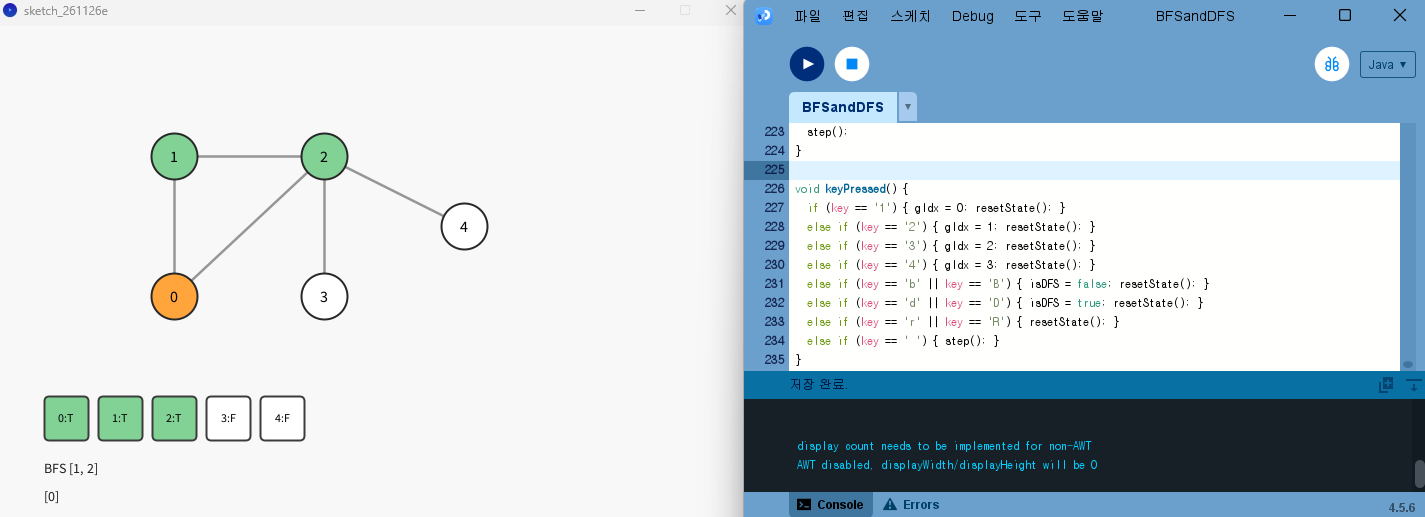 sketch_261126e
1
2
4
0
3
0:T
1:T
2:T
3:F
4:F
BFS [1, 2]
[0]
파일 편집 스케치 Debug 도구 도움말 BFSandDFS
Java ▼
BFSandDFS ▼
223 step();
224 }
225
226 void keyPressed() {
227 if (key == '1') { gIdx = 0; resetState(); }
228 else if (key == '2') { gIdx = 1; resetState(); }
229 else if (key == '3') { gIdx = 2; resetState(); }
230 else if (key == '4') { gIdx = 3; resetState(); }
231 else if (key == 'b' || key == 'B') { isDFS = false; resetState(); }
232 else if (key == 'd' || key == 'D') { isDFS = true; resetState(); }
233 else if (key == 'r' || key == 'R') { resetState(); }
234 else if (key == ' ') { step(); }
235 }
저장 완료.
display count needs to be implemented for non-AWT
AWT disabled, displayWidth/displayHeight will be 0
Console Errors
4.5.6